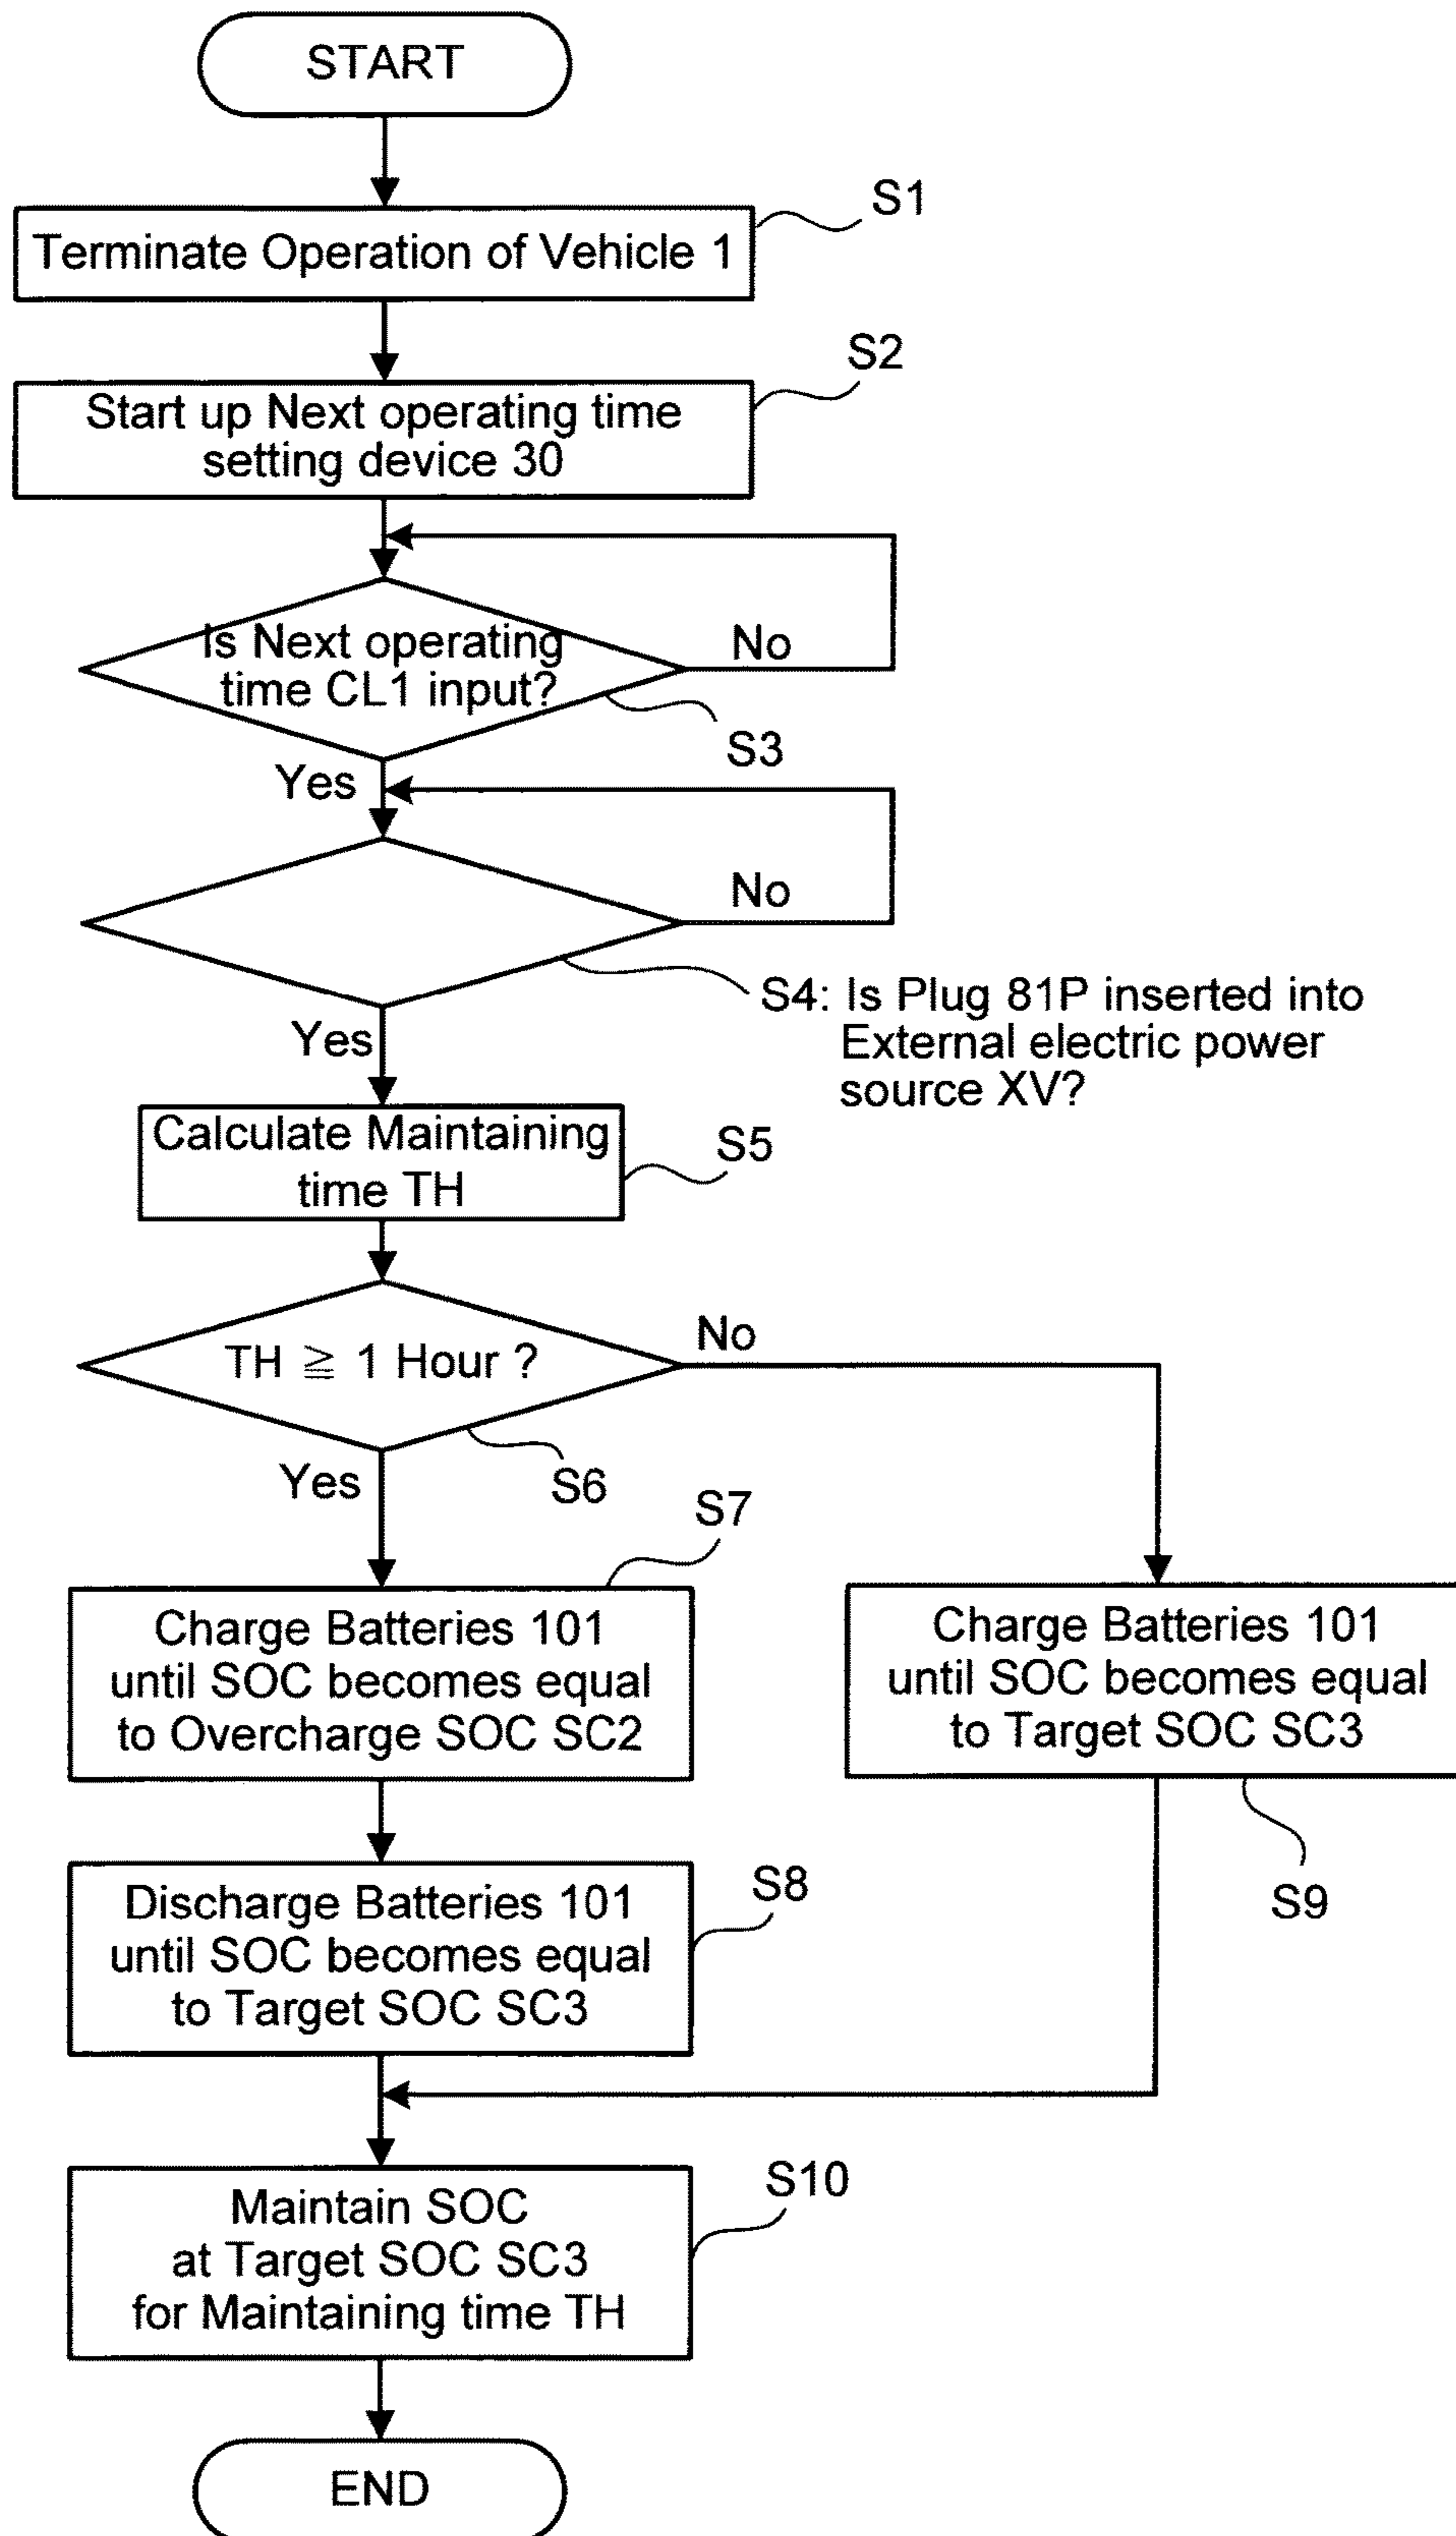 START
S1
Terminate Operation of Vehicle 1
S2
Start up Next operating time
setting device 30
Is Next operating
time CL1 input?
No
S3
Yes
No
S4: Is Plug 81P inserted into
External electric power
source XV?
Yes
Calculate Maintaining
time TH
S5
TH ≧ 1 Hour ?
No
S6
Yes
S7
Charge Batteries 101
until SOC becomes equal
to Overcharge SOC SC2
Charge Batteries 101
until SOC becomes equal
to Target SOC SC3
S9
Discharge Batteries 101
until SOC becomes equal
to Target SOC SC3
S8
Maintain SOC
at Target SOC SC3
for Maintaining time TH
S10
END